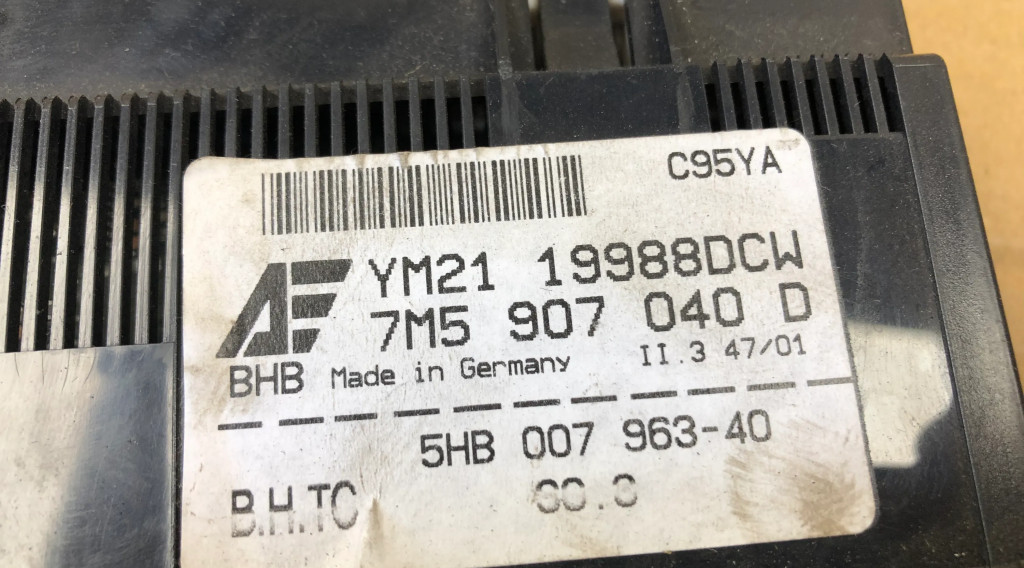 C95YA
AE
YM21 19988DCW
7M5 907 040 D
BHB Made in Germany II.3 47/01
5HB 007 963-40
B.H.TC